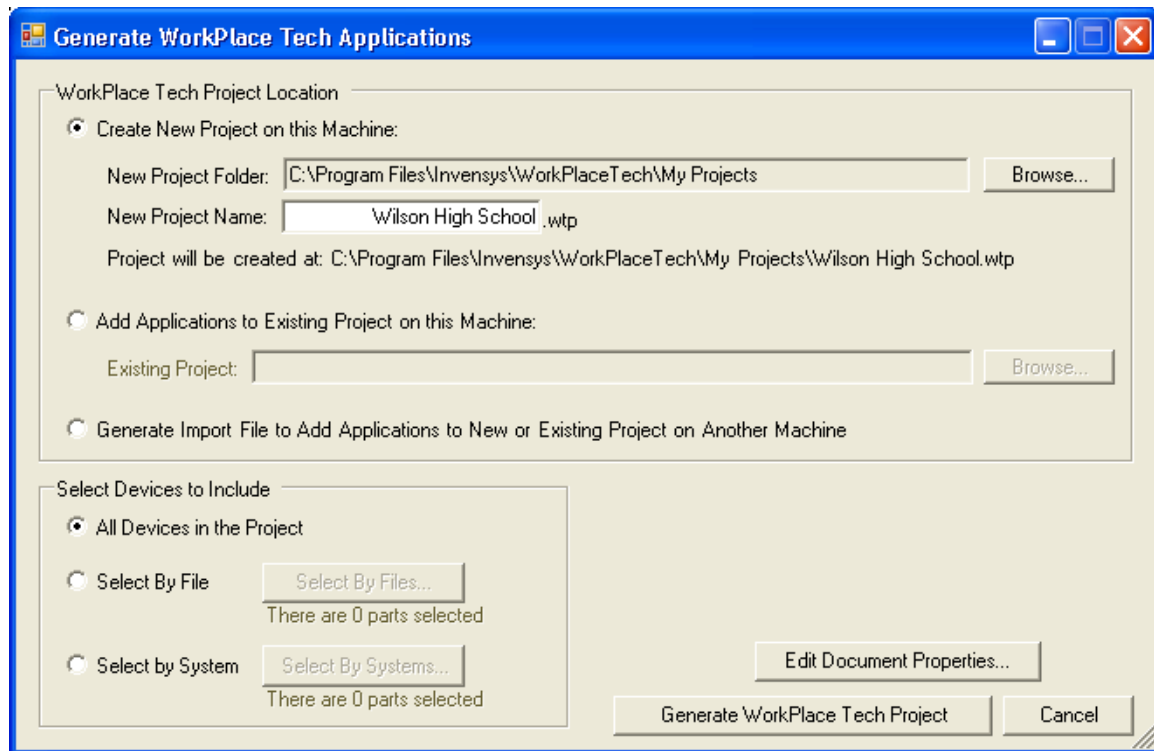 Generate WorkPlace Tech Applications
WorkPlace Tech Project Location
Create New Project on this Machine:
New Project Folder: C:\Program Files\Invensys\WorkPlaceTech\My Projects Browse...
New Project Name: Wilson High School .wtp
Project will be created at: C:\Program Files\Invensys\WorkPlaceTech\My Projects\Wilson High School.wtp
Add Applications to Existing Project on this Machine:
Existing Project: Browse...
Generate Import File to Add Applications to New or Existing Project on Another Machine
Select Devices to Include
All Devices in the Project
Select By File Select By Files...
There are 0 parts selected
Select by System Select By Systems...
There are 0 parts selected
Edit Document Properties...
Generate WorkPlace Tech Project Cancel